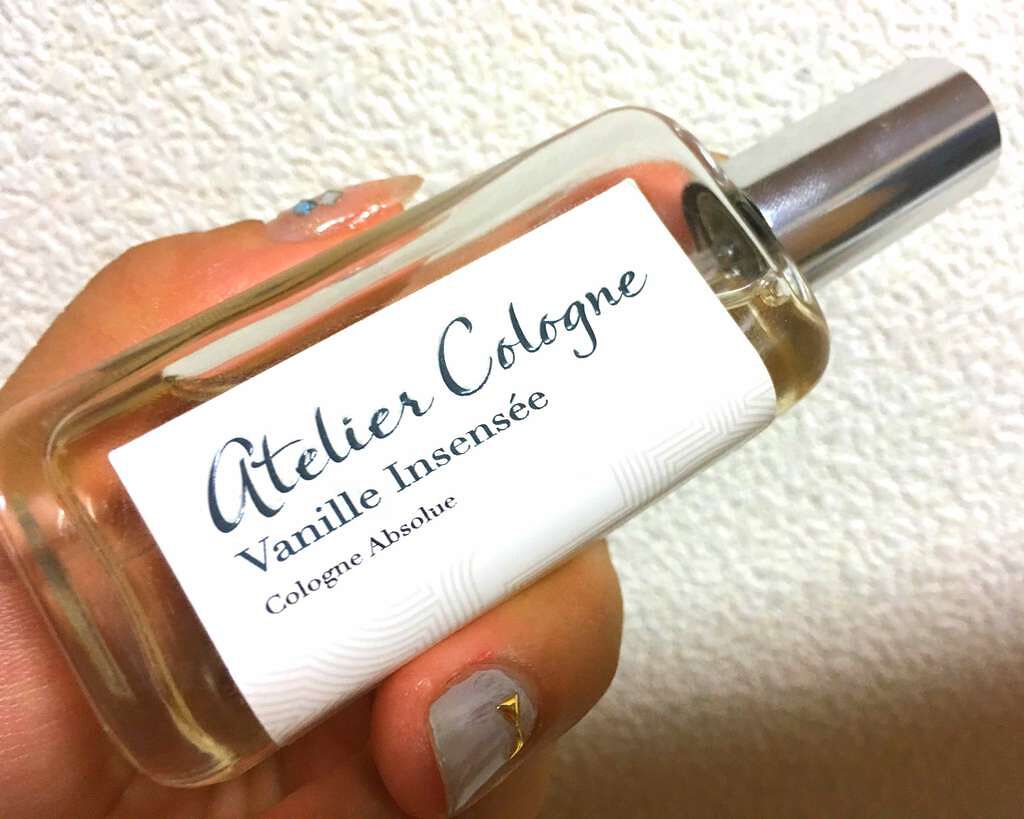 Atelier Cologne
Vanille Insensée
Cologne Absolue